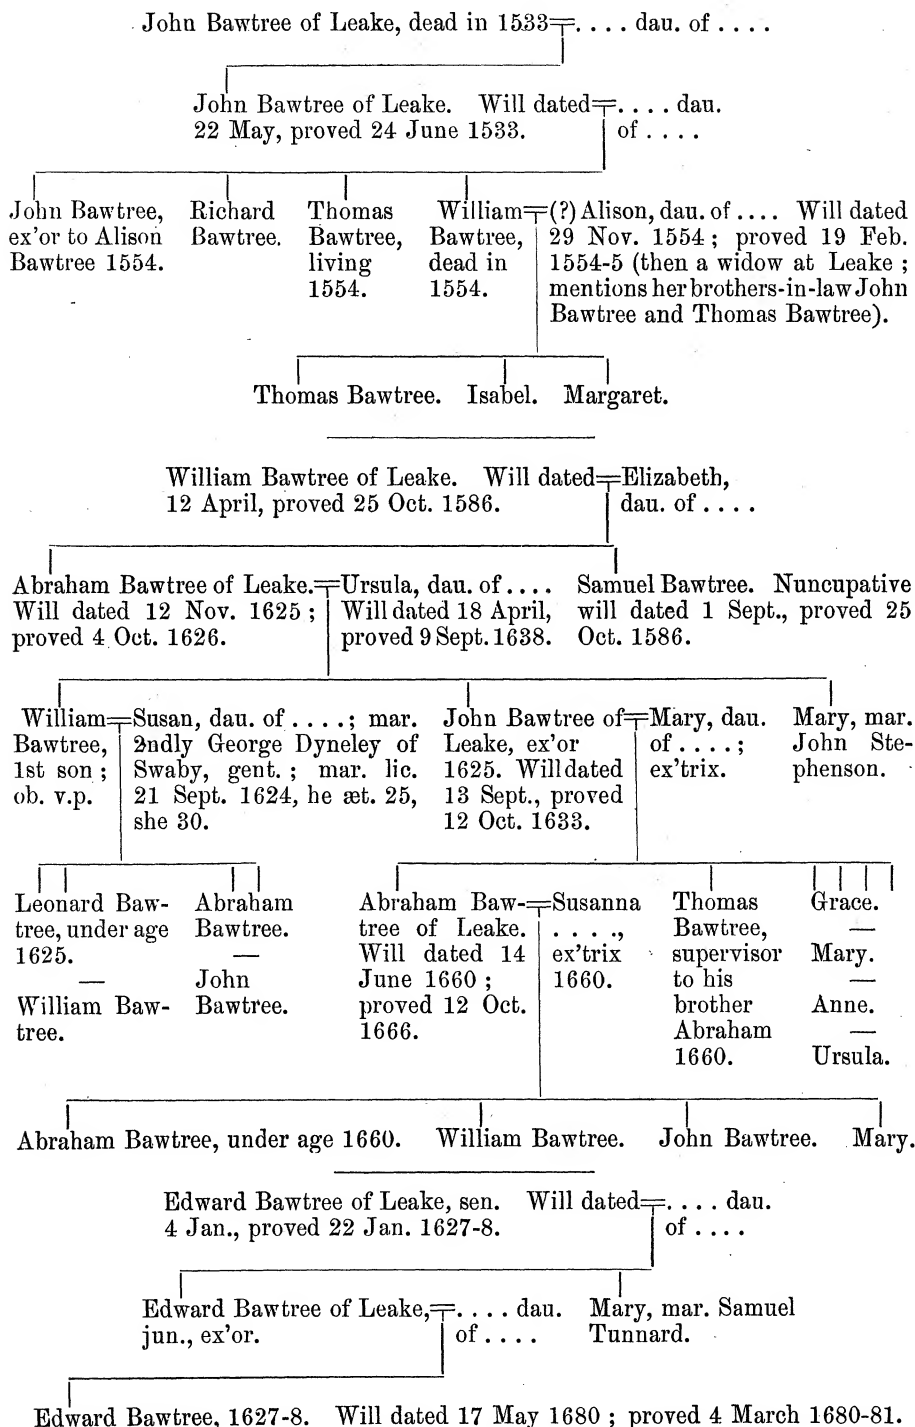 John Bawtree of Leake, dead in 1533=.... dau. of ....
John Bawtree of Leake. Will dated=.... dau.
22 May, proved 24 June 1533. of ....
John Bawtree,
ex'or to Alison
Bawtree 1554.
Richard
Bawtree.
Thomas
Bawtree,
living
1554.
William=(?) Alison, dau. of .... Will dated
Bawtree, 29 Nov. 1554 ; proved 19 Feb.
dead in 1554-5 (then a widow at Leake ;
1554. mentions her brothers-in-law John
Bawtree and Thomas Bawtree).
Thomas Bawtree. Isabel. Margaret.
William Bawtree of Leake. Will dated=Elizabeth,
12 April, proved 25 Oct. 1586. dau. of ....
Abraham Bawtree of Leake.=
Will dated 12 Nov. 1625 ;
proved 4 Oct. 1626.
Ursula, dau. of ....
Will dated 18 April,
proved 9 Sept. 1638.
Samuel Bawtree. Nuncupative
will dated 1 Sept., proved 25
Oct. 1586.
William=
Bawtree,
1st son ;
ob. v.p.
Susan, dau. of ....; mar.
2ndly George Dyneley of
Swaby, gent. ; mar. lic.
21 Sept. 1624, he æt. 25,
she 30.
John Bawtree of=
Leake, ex'or
1625. Will dated
13 Sept., proved
12 Oct. 1633.
Mary, dau.
of ....;
ex'trix.
Mary, mar.
John Ste-
phenson.
Leonard Baw-
tree, under age
1625.
—
William Baw-
tree.
Abraham
Bawtree.
—
John
Bawtree.
Abraham Baw-=
tree of Leake.
Will dated 14
June 1660 ;
proved 12 Oct.
1666.
Susanna
....,
ex'trix
1660.
Thomas
Bawtree,
supervisor
to his
brother
Abraham
1660.
Grace.
—
Mary.
—
Anne.
—
Ursula.
Abraham Bawtree, under age 1660. William Bawtree. John Bawtree. Mary.
Edward Bawtree of Leake, sen. Will dated=.... dau.
4 Jan., proved 22 Jan. 1627-8. of ....
Edward Bawtree of Leake,=.... dau.
jun., ex'or. of ....
Mary, mar. Samuel
Tunnard.
Edward Bawtree, 1627-8. Will dated 17 May 1680 ; proved 4 March 1680-81.